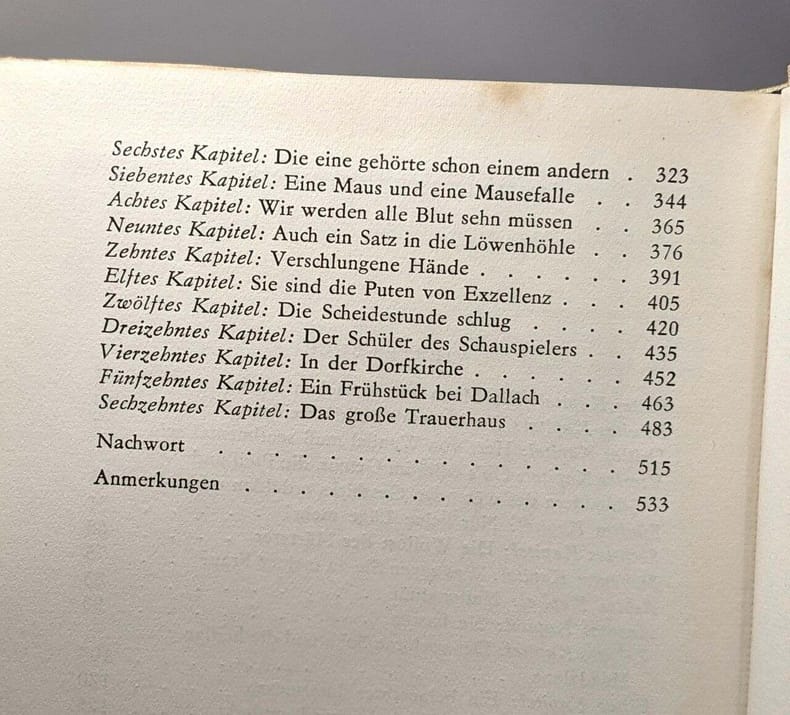 Sechstes Kapitel: Die eine gehörte schon einem andern . 323
Siebentes Kapitel: Eine Maus und eine Mausefalle . . 344
Achtes Kapitel: Wir werden alle Blut sehn müssen . . 365
Neuntes Kapitel: Auch ein Satz in die Löwenhöhle . . 376
Zehntes Kapitel: Verschlungene Hände . . . . . . 391
Elftes Kapitel: Sie sind die Puten von Exzellenz . . . 405
Zwölftes Kapitel: Die Scheidestunde schlug . . . . 420
Dreizehntes Kapitel: Der Schüler des Schauspielers . . 435
Vierzehntes Kapitel: In der Dorfkirche . . . . . . 452
Fünfzehntes Kapitel: Ein Frühstück bei Dallach . . . 463
Sechzehntes Kapitel: Das große Trauerhaus . . . . 483
Nachwort . . . . . . . . . . . . . . . 515
Anmerkungen . . . . . . . . . . . . . . 533